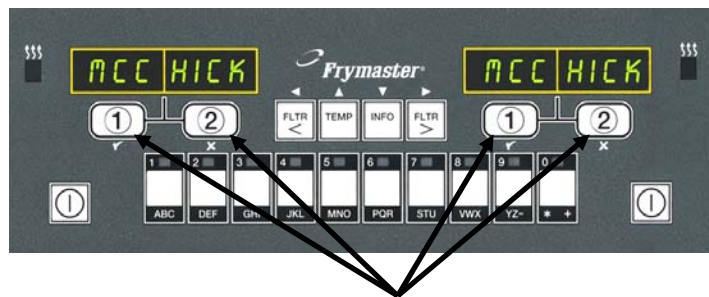 MCC HICK
Frymaster
MCC HICK
1 2
FLTR <
TEMP
INFO
FLTR >
1 2
1 2 3 4 5 6 7 8 9 0
ABC DEF GHI JKL MNO PQR STU VWX YZ- * +